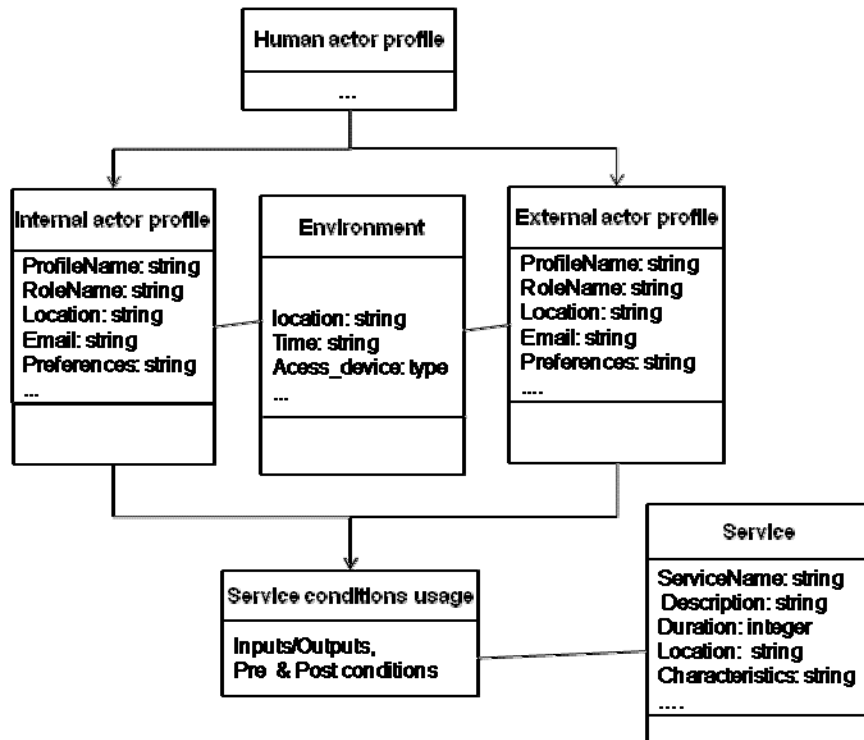 Human actor profile
...
Internal actor profile
ProfileName: string
RoleName: string
Location: string
Email: string
Preferences: string
...
Environment
location: string
Time: string
Acess_device: type
...
External actor profile
ProfileName: string
RoleName: string
Location: string
Email: string
Preferences: string
....
Service conditions usage
Inputs/Outputs,
Pre & Post conditions
Service
ServiceName: string
Description: string
Duration: integer
Location: string
Characteristics: string
....